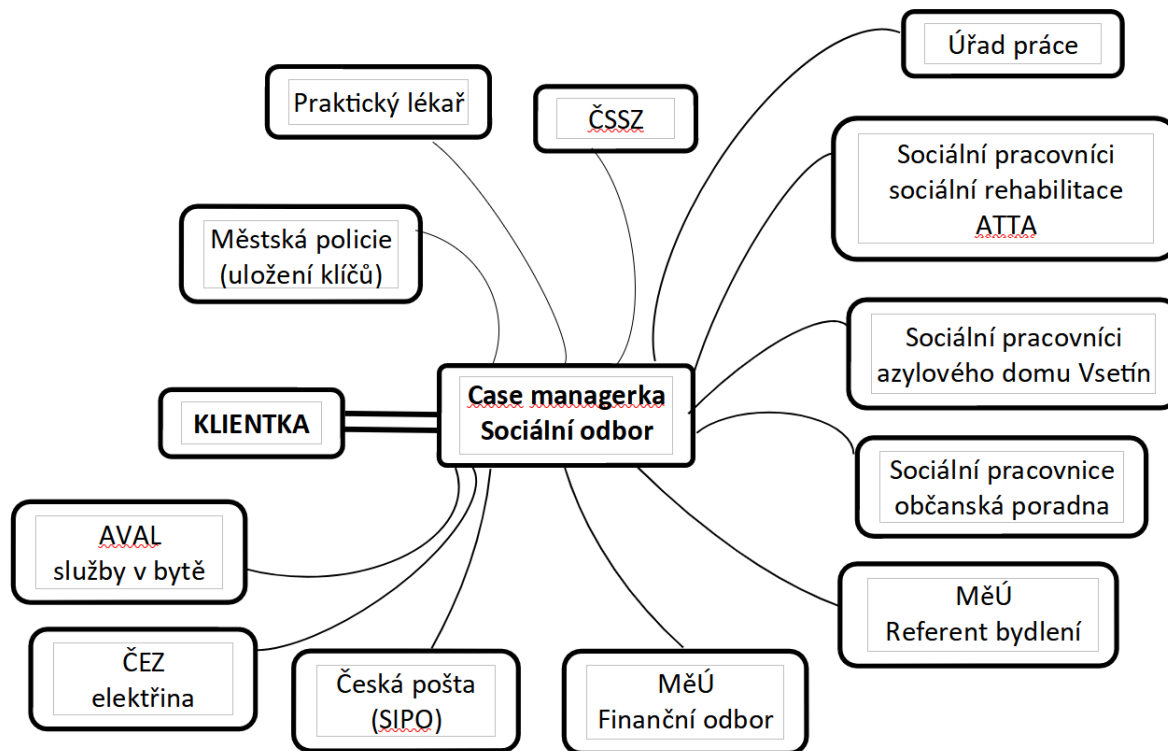 Úřad práce
Praktický lékař
ČSSZ
Sociální pracovníci
sociální rehabilitace
ATTA
Městská policie
(uložení klíčů)
Sociální pracovníci
azylového domu Vsetín
Case managerka
Sociální odbor
KLIENTKA
Sociální pracovnice
občanská poradna
AVAL
služby v bytě
MěÚ
Referent bydlení
ČEZ
elektřina
Česká pošta
(SIPO)
MěÚ
Finanční odbor